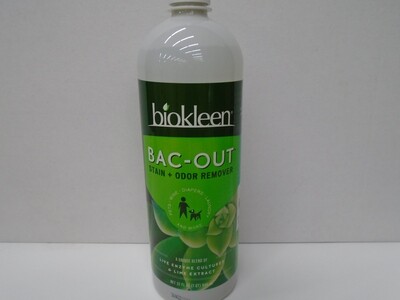 biokleen
BAC-OUT
STAIN + ODOR REMOVER
LIVE ENZYME CULTURES
+ LIME EXTRACT